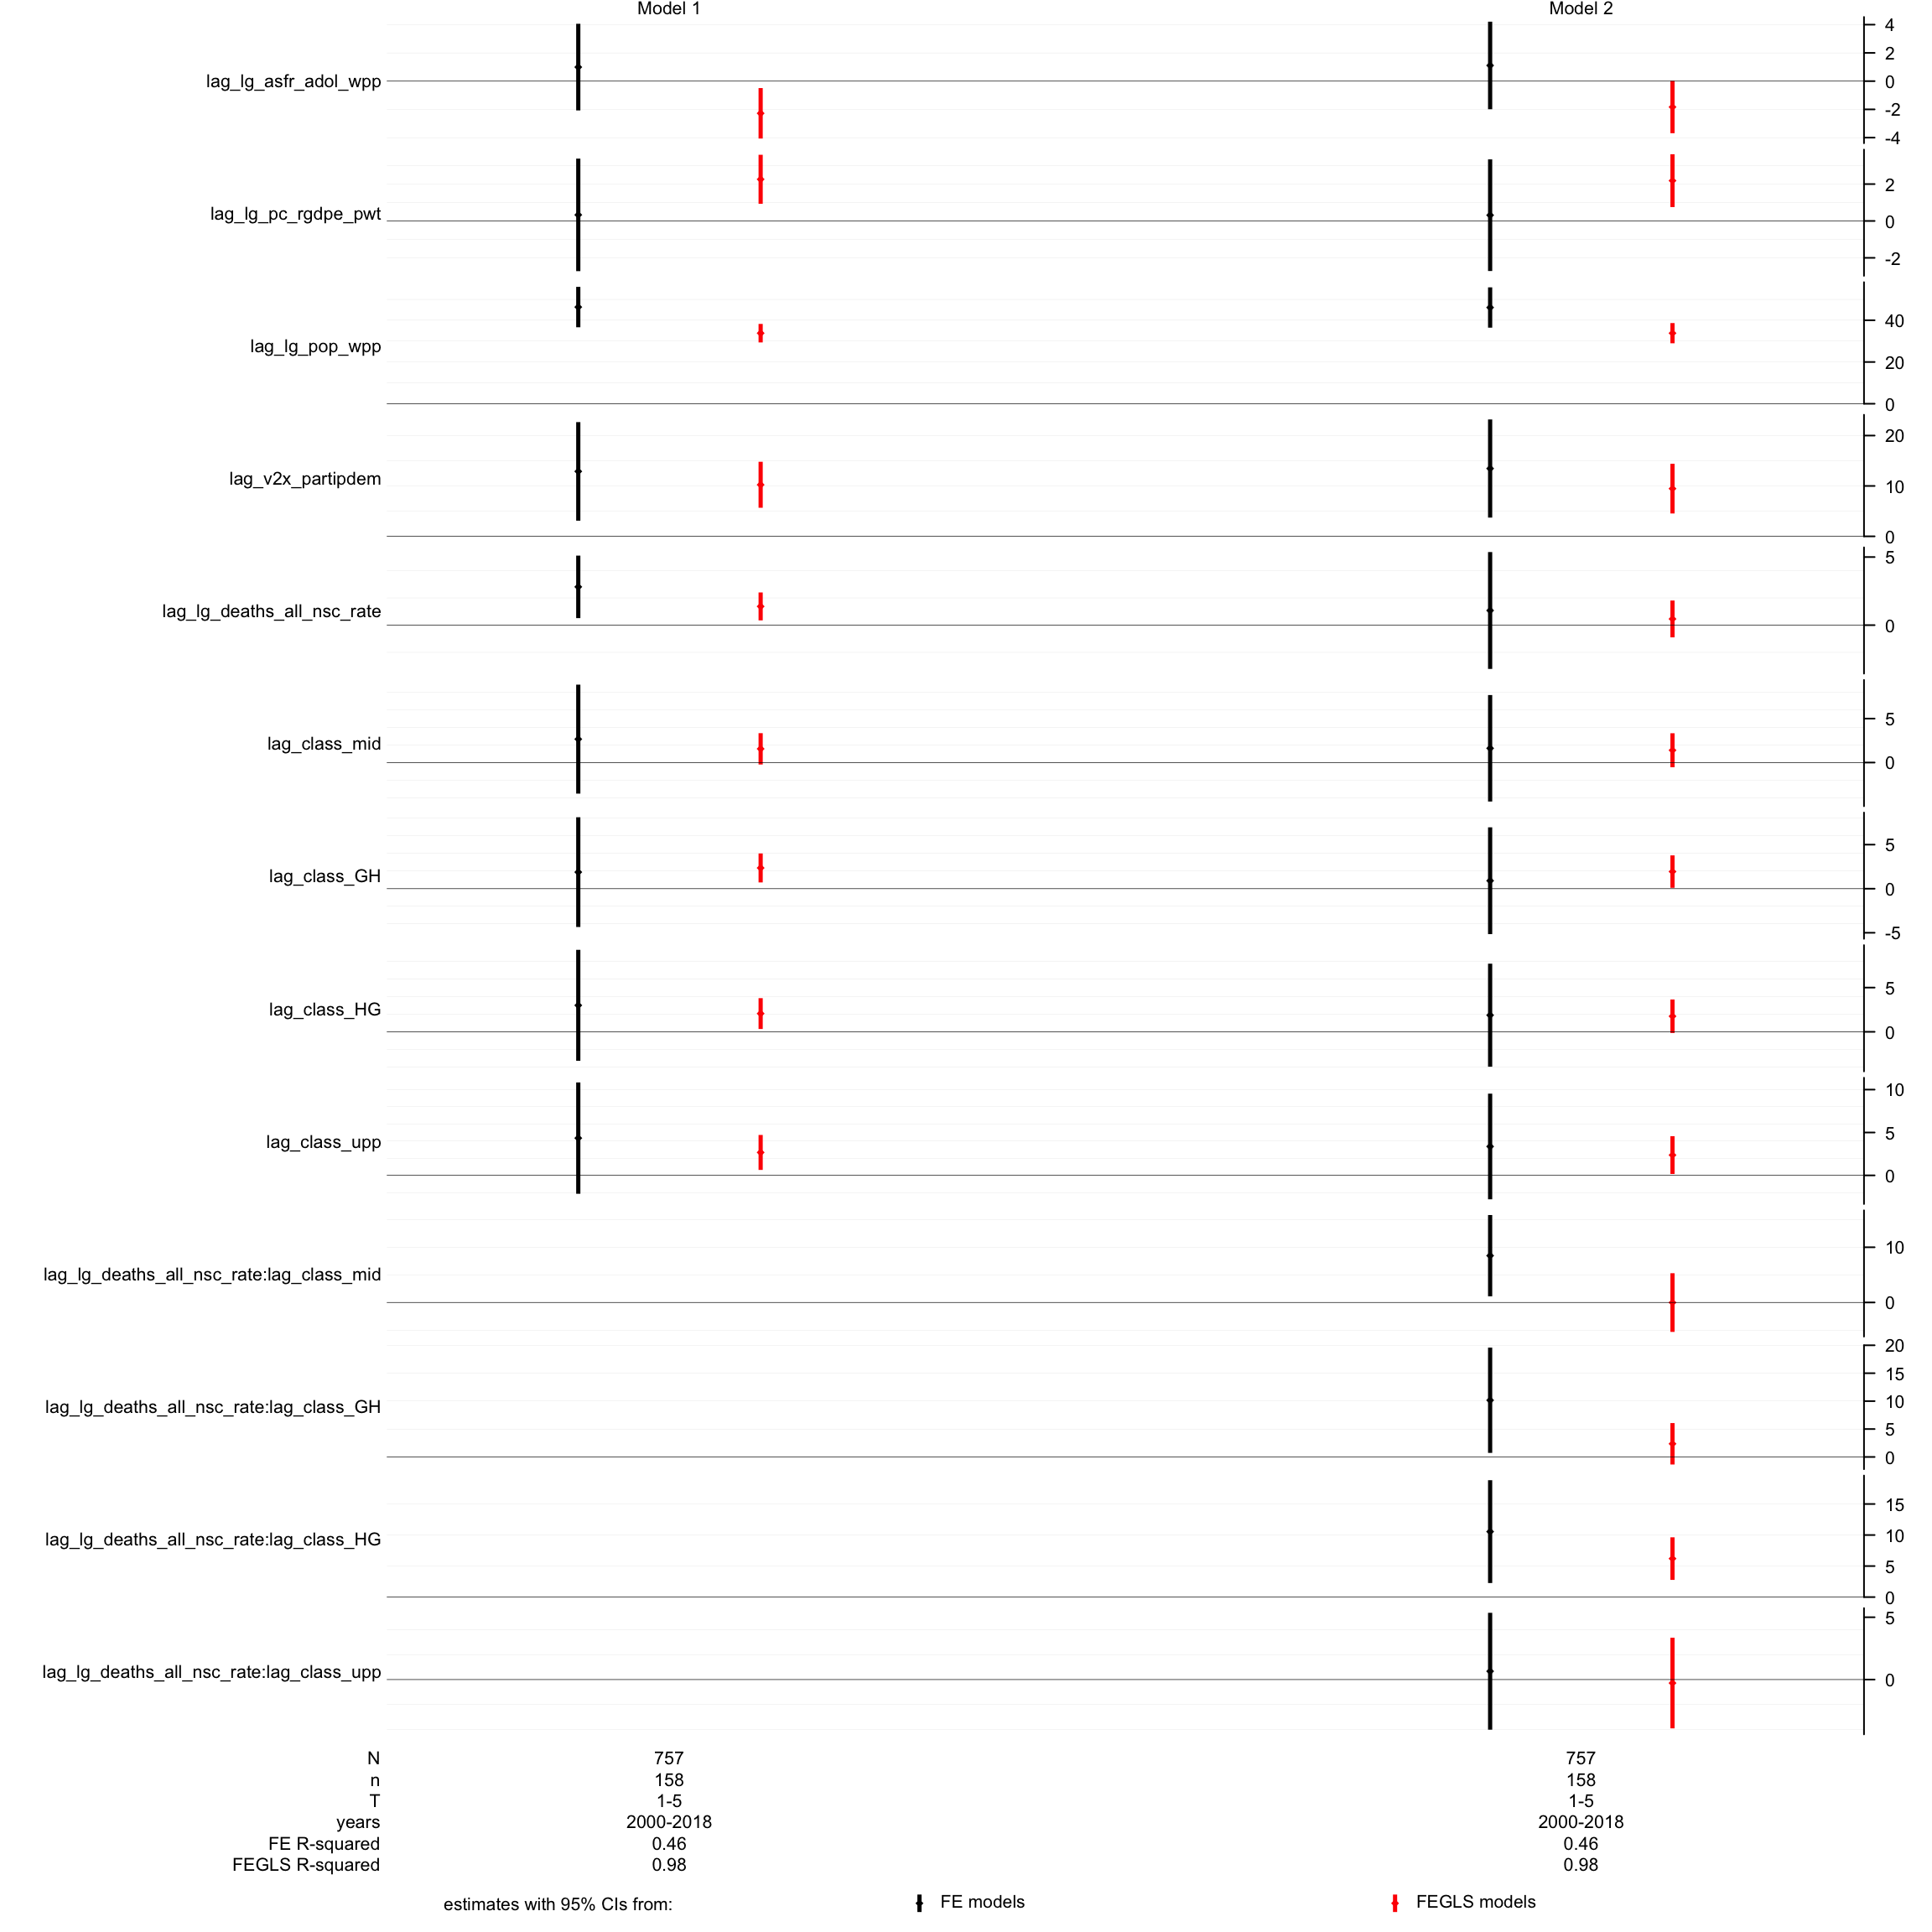 Model 1 Model 2
lag_lg_asfr_adol_wpp 4 2 0 -2 -4
lag_lg_pc_rgdpe_pwt 2 0 -2
lag_lg_pop_wpp 40 20 0
lag_v2x_partipdem 20 10 0
lag_lg_deaths_all_nsc_rate 5 0
lag_class_mid 5 0
lag_class_GH 5 0 -5
lag_class_HG 5 0
lag_class_upp 10 5 0
lag_lg_deaths_all_nsc_rate:lag_class_mid 10 0
lag_lg_deaths_all_nsc_rate:lag_class_GH 20 15 10 5 0
lag_lg_deaths_all_nsc_rate:lag_class_HG 15 10 5 0
lag_lg_deaths_all_nsc_rate:lag_class_upp 5 0
N 757 757
n 158 158
T 1-5 1-5
years 2000-2018 2000-2018
FE R-squared 0.46 0.46
FEGLS R-squared 0.98 0.98
estimates with 95% CIs from: FE models FEGLS models